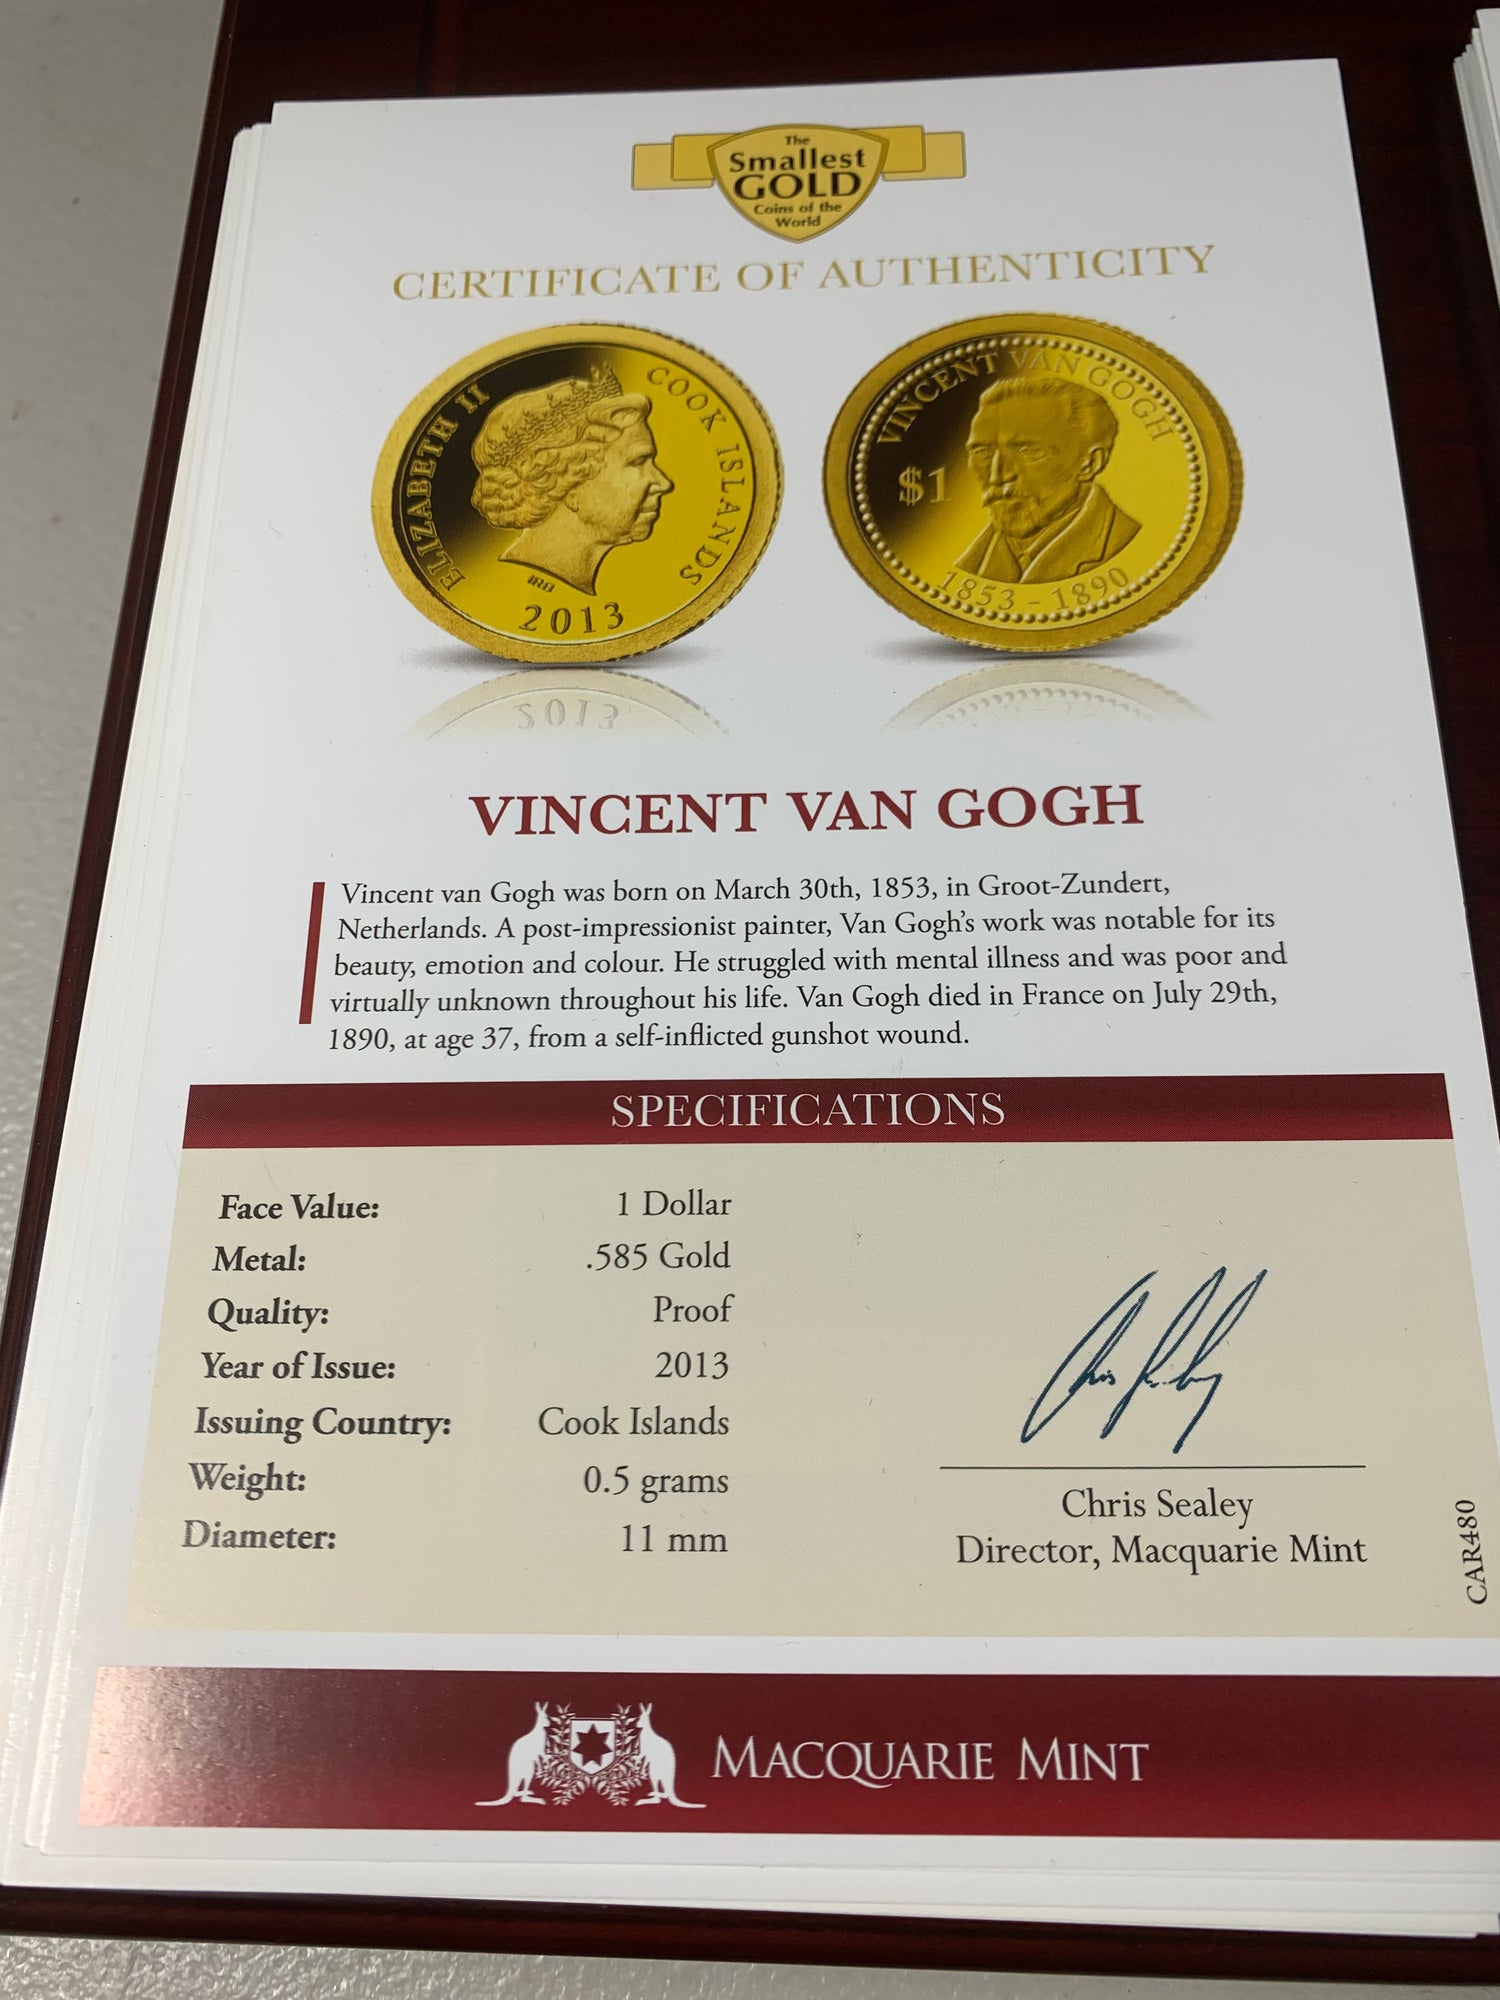 The
Smallest
GOLD
Coins of the
World
CERTIFICATE OF AUTHENTICITY
ELIZABETH II
COOK ISLANDS
IRB
2013
VINCENT VAN GOGH
$1
1853 - 1890
VINCENT VAN GOGH
Vincent van Gogh was born on March 30th, 1853, in Groot-Zundert,
Netherlands. A post-impressionist painter, Van Gogh's work was notable for its
beauty, emotion and colour. He struggled with mental illness and was poor and
virtually unknown throughout his life. Van Gogh died in France on July 29th,
1890, at age 37, from a self-inflicted gunshot wound.
SPECIFICATIONS
Face Value: 1 Dollar
Metal: .585 Gold
Quality: Proof
Year of Issue: 2013
Issuing Country: Cook Islands
Weight: 0.5 grams
Diameter: 11 mm
Chris Sealey
Director, Macquarie Mint
CAR480
MACQUARIE MINT